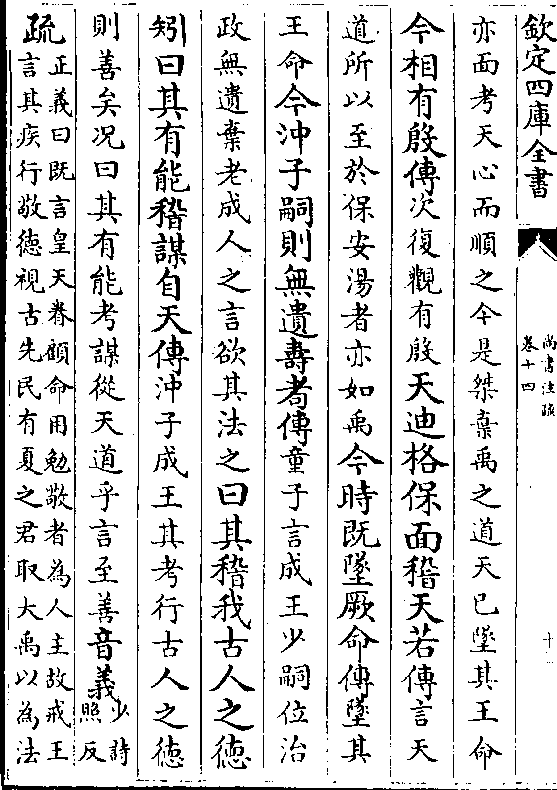 欽定四庫全書
尚書注疏
卷十四
十
亦面考天心而順之今是桀棄禹之道天已墜其王命
今相有殷傳次復觀有殷天迪格保面稽天若傳言天
道所以至於保安湯者亦如禹今時既墜厥命傳墜其
王命今沖子嗣則無遺壽耇傳童子言成王少嗣位治
政無遺棄老成人之言欲其法之曰其稽我古人之徳
矧曰其有能稽謀自天傳沖子成王其考行古人之徳
則善矣况曰其有能考謀從天道乎言至善音義少詩
照反
疏正義曰既言皇天眷顧命用勉敬者為人主故戒王
言其疾行敬徳視古先民有夏之君取大禹以為法